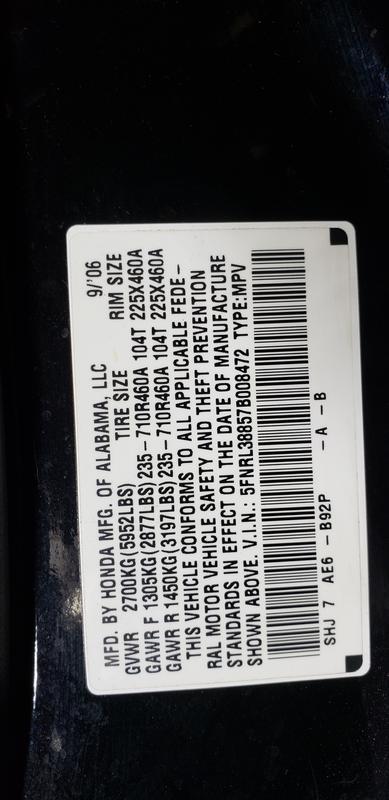 MFD. BY HONDA MFG. OF ALABAMA, LLC 9/'06
GVWR 2700KG(5952LBS) TIRE SIZE RIM SIZE
GAWR F 1305KG(2877LBS) 235-710R460A 104T 225X460A
GAWR R 1450KG(3197LBS) 235-710R460A 104T 225X460A
THIS VEHICLE CONFORMS TO ALL APPLICABLE FEDE-
RAL MOTOR VEHICLE SAFETY AND THEFT PREVENTION
STANDARDS IN EFFECT ON THE DATE OF MANUFACTURE
SHOWN ABOVE. V.I.N.: 5FNRL38857B008472 TYPE:MPV
SHJ 7 AE6 -B92P -A -B